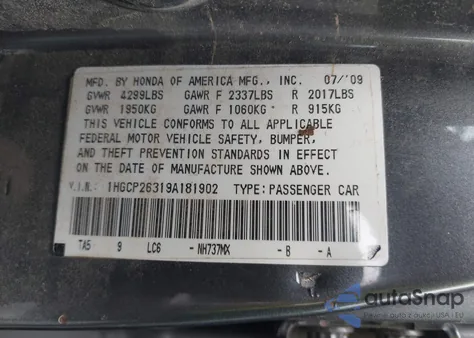 MFD. BY HONDA OF AMERICA MFG., INC. 07/'09
GVWR 4299LBS GAWR F 2337LBS R 2017LBS
GVWR 1950KG GAWR F 1060KG R 915KG
THIS VEHICLE CONFORMS TO ALL APPLICABLE
FEDERAL MOTOR VEHICLE SAFETY, BUMPER,
AND THEFT PREVENTION STANDARDS IN EFFECT
ON THE DATE OF MANUFACTURE SHOWN ABOVE.
V.I.N.: 1HGCP26319A181902 TYPE: PASSENGER CAR
TA5 9 LC6 -NH737MX -B -A
autoSnap